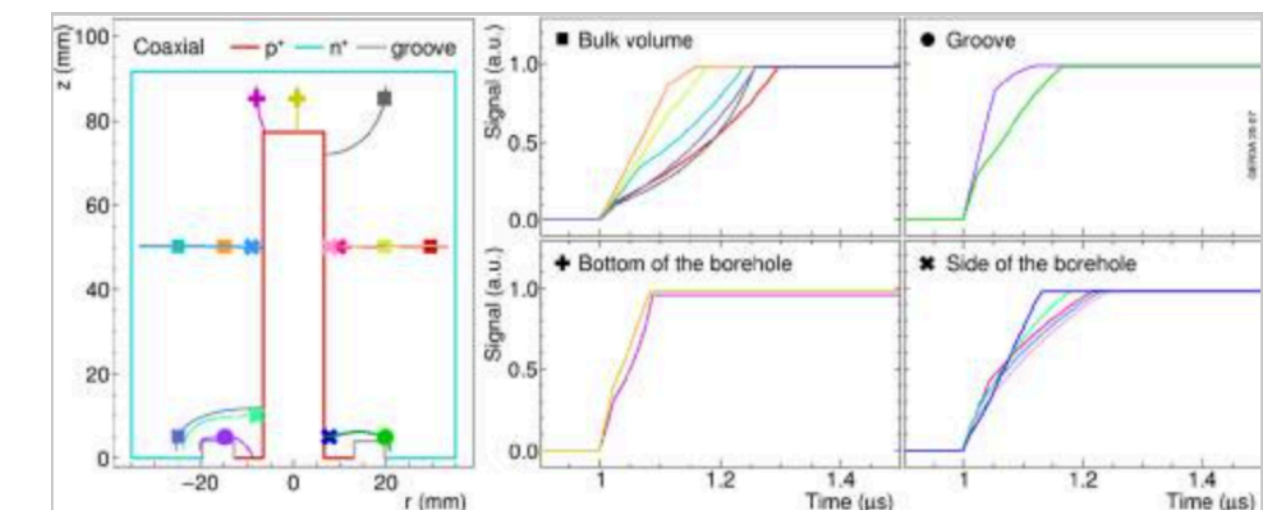 Coaxial p⁺ n⁺ groove
z (mm)
100
80
60
40
20
0
−20 0 20
r (mm)
Bulk volume
Signal (a.u.)
1.0
0.5
0.0
Groove
Bottom of the borehole
Signal (a.u.)
1.0
0.5
0.0
1 1.2 1.4
Time (μs)
Side of the borehole
1 1.2 1.4
Time (μs)